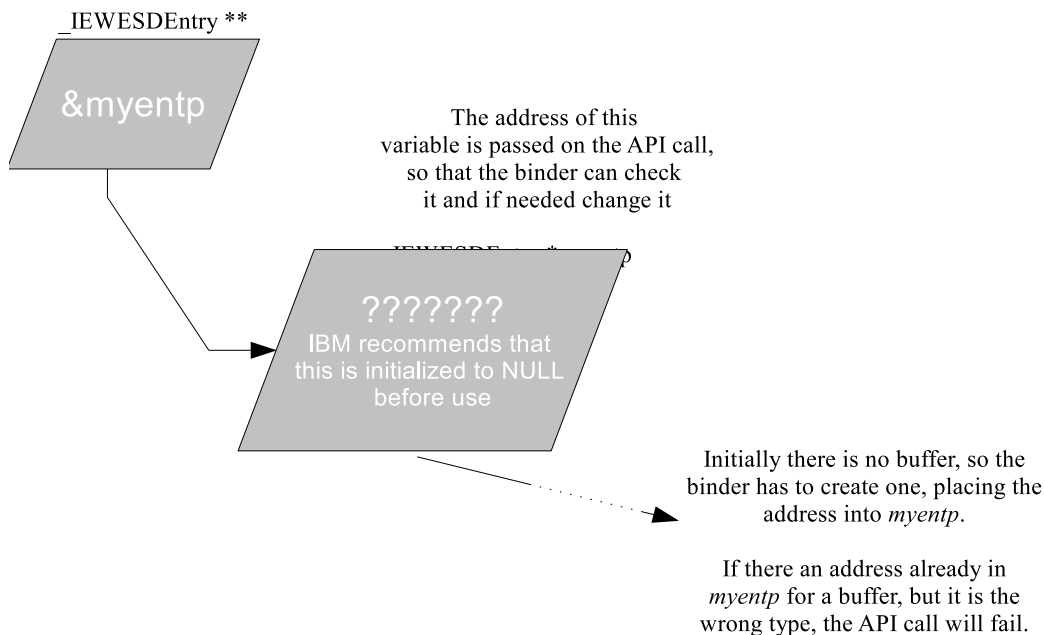 _IEWESDEntry **
&myentp
The address of this
variable is passed on the API call,
so that the binder can check
it and if needed change it
???????
IBM recommends that
this is initialized to NULL
before use
Initially there is no buffer, so the
binder has to create one, placing the
address into myentp.
If there an address already in
myentp for a buffer, but it is the
wrong type, the API call will fail.